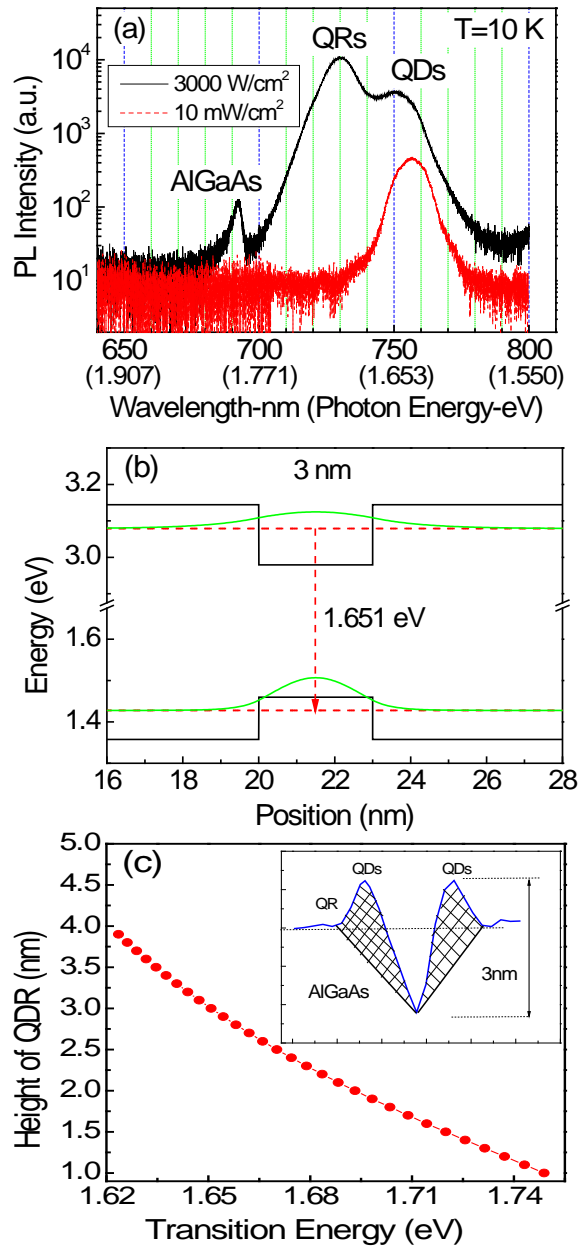 (a)
T=10 K
QRs
QDs
3000 W/cm²
10 mW/cm²
AlGaAs
PL Intensity (a.u.)
10⁴
10³
10²
10¹
650 700 750 800
(1.907) (1.771) (1.653) (1.550)
Wavelength-nm (Photon Energy-eV)
(b)
3 nm
Energy (eV)
3.2
3.0
1.6
1.4
1.651 eV
16 18 20 22 24 26 28
Position (nm)
(c)
Height of QDR (nm)
5.0
4.5
4.0
3.5
3.0
2.5
2.0
1.5
1.0
QDs QDs
QR
AlGaAs
3nm
1.62 1.65 1.68 1.71 1.74
Transition Energy (eV)